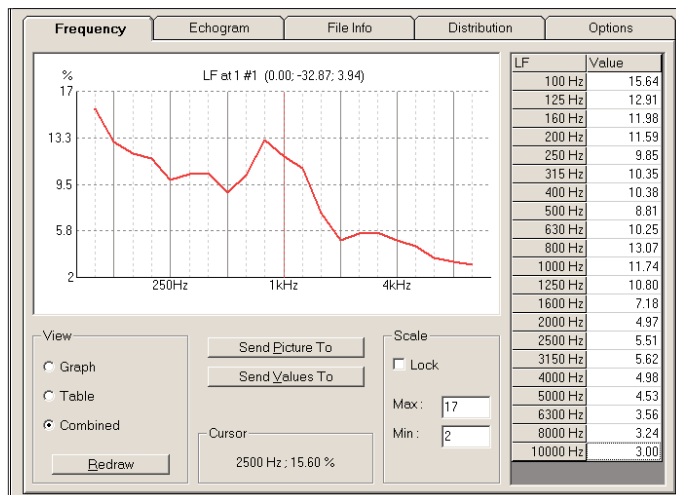 Frequency Echogram File Info Distribution Options
% LF at 1 #1 (0.00; -32.87; 3.94)
17
13.3
9.5
5.8
2
250Hz 1kHz 4kHz
LF Value
100 Hz 15.64
125 Hz 12.91
160 Hz 11.98
200 Hz 11.59
250 Hz 9.85
315 Hz 10.35
400 Hz 10.38
500 Hz 8.81
630 Hz 10.25
800 Hz 13.07
1000 Hz 11.74
1250 Hz 10.80
1600 Hz 7.18
2000 Hz 4.97
2500 Hz 5.51
3150 Hz 5.62
4000 Hz 4.98
5000 Hz 4.53
6300 Hz 3.56
8000 Hz 3.24
10000 Hz 3.00
View
Graph
Table
Combined
Redraw
Send Picture To
Send Values To
Cursor
2500 Hz ; 15.60 %
Scale
Lock
Max : 17
Min : 2